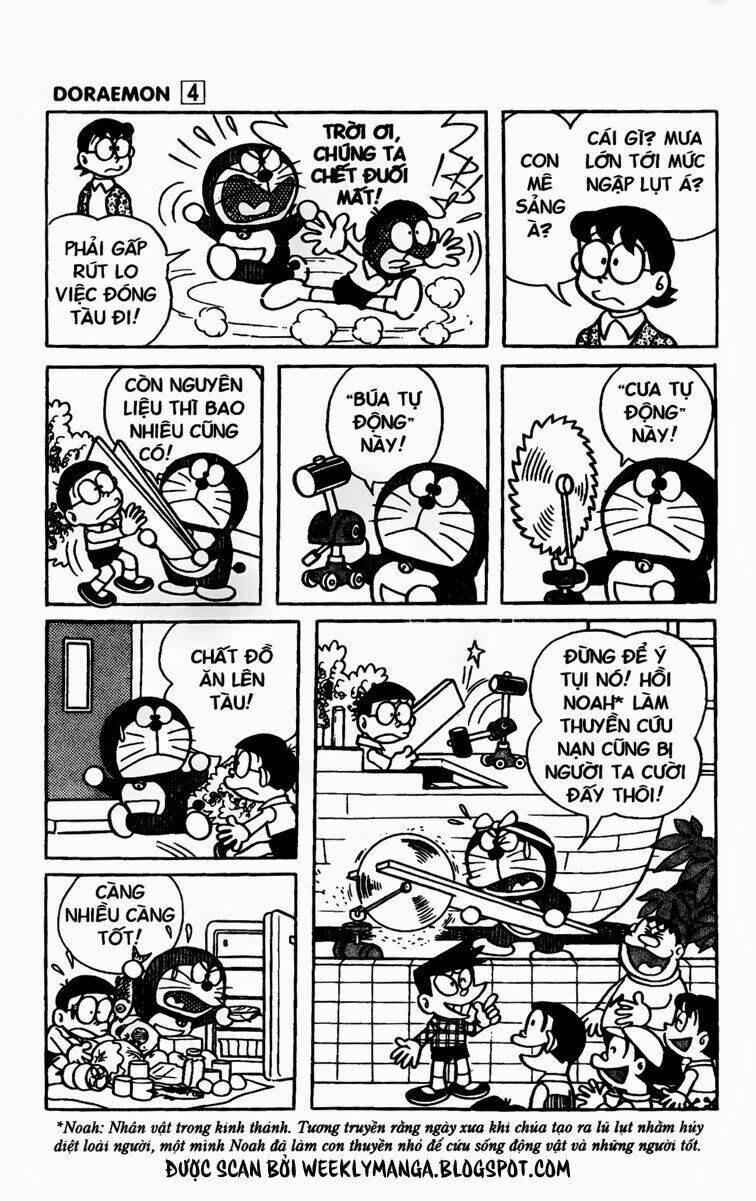 DORAEMON 4
TRỜI ƠI,
CHÚNG TA
CHẾT ĐUỐI
MẤT!
PHẢI GẤP
RÚT LO
VIỆC ĐÓNG
TÀU ĐI!
CÁI GÌ? MƯA
LỚN TỚI MỨC
NGẬP LỤT Á?
CON
MÊ
SẢNG
À?
CÒN NGUYÊN
LIỆU THÌ BAO
NHIÊU CŨNG
CÓ!
"BÚA TỰ
ĐỘNG"
NÀY!
"CƯA TỰ
ĐỘNG"
NÀY!
CHẤT ĐỒ
ĂN LÊN
TÀU!
ĐỪNG ĐỂ Ý
TỤI NÓ! HỒI
NOAH* LÀM
THUYỀN CỨU
NẠN CŨNG BỊ
NGƯỜI TA CƯỜI
ĐẤY THÔI!
CÀNG
NHIỀU CÀNG
TỐT!
*Noah: Nhân vật trong kinh thánh. Tương truyền rằng ngày xưa khi chúa tạo ra lũ lụt nhằm hủy
diệt loài người, một mình Noah đã làm con thuyền nhỏ để cứu sống động vật và những người tốt.
ĐƯỢC SCAN BỞI WEEKLYMANGA.BLOGSPOT.COM